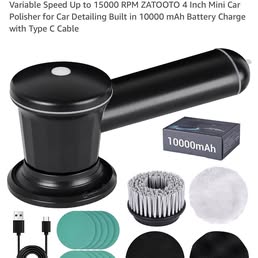 Variable Speed Up to 15000 RPM ZATOOTO 4 Inch Mini Car
Polisher for Car Detailing Built in 10000 mAh Battery Charge
with Type C Cable
10000mAh